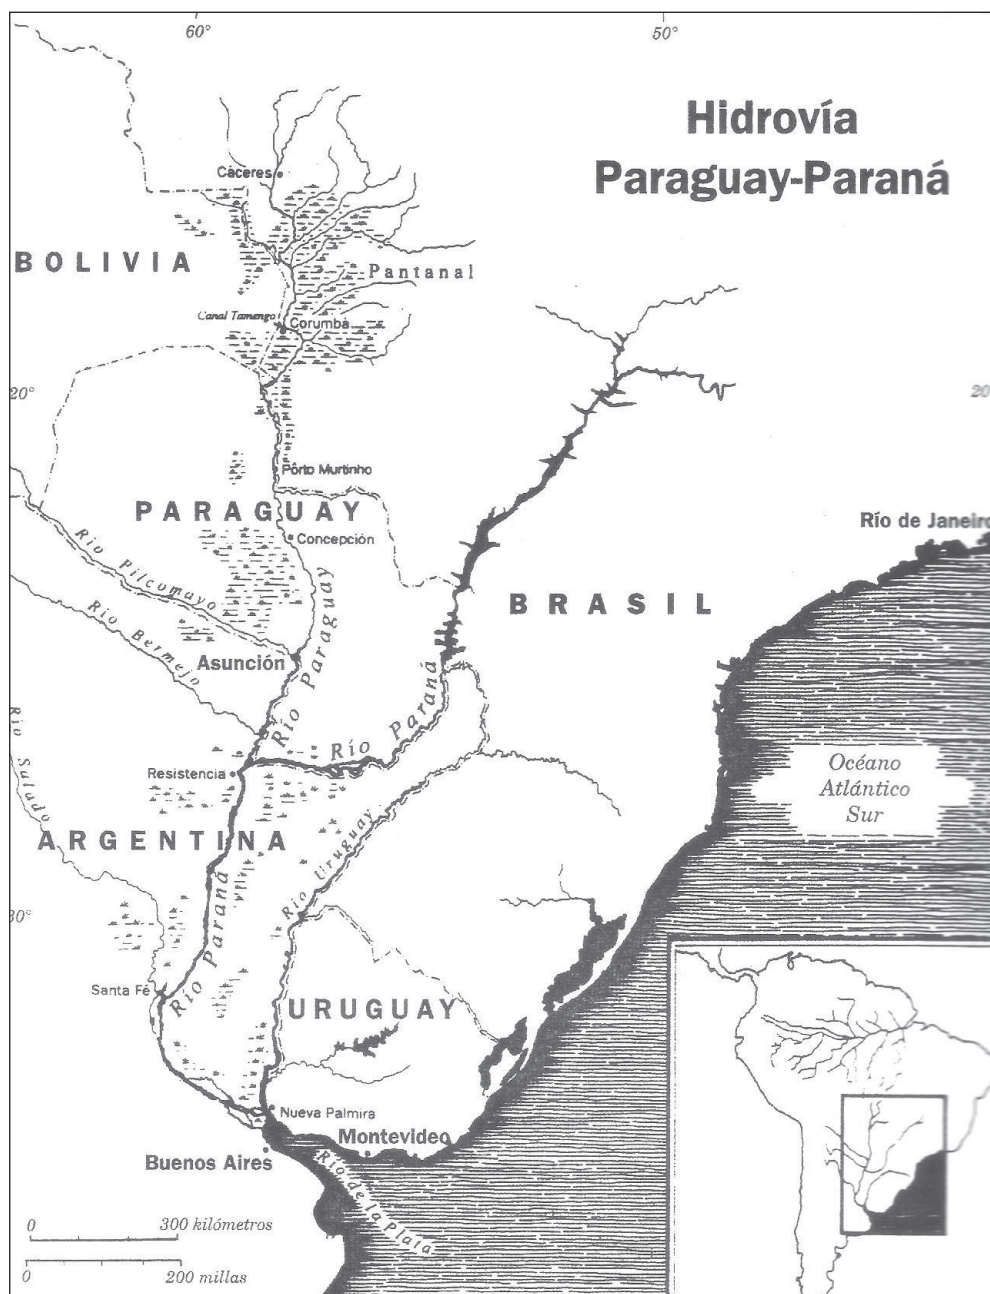 60°
50°
Hidrovía
Paraguay-Paraná
Cáceres
BOLIVIA
Pantanal
Canal Tamengo
Corumbá
20°
20
Pôrto Murtinho
PARAGUAY
Concepción
Río de Janeiro
Río Pilcomayo
Río Bermejo
Río Paraguay
BRASIL
Asunción
Río Paraná
Río Salado
Resistencia
Océano
Atlántico
Sur
ARGENTINA
Río Uruguay
Río Paraná
30°
Santa Fé
URUGUAY
Nueva Palmira
Montevideo
Buenos Aires
Río de la Plata
0 300 kilómetros
0 200 millas